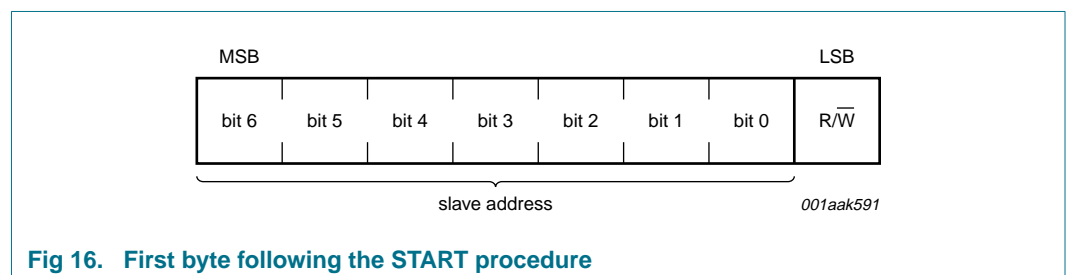 MSB LSB
bit 6 bit 5 bit 4 bit 3 bit 2 bit 1 bit 0 R/W̅
slave address 001aak591
Fig 16. First byte following the START procedure